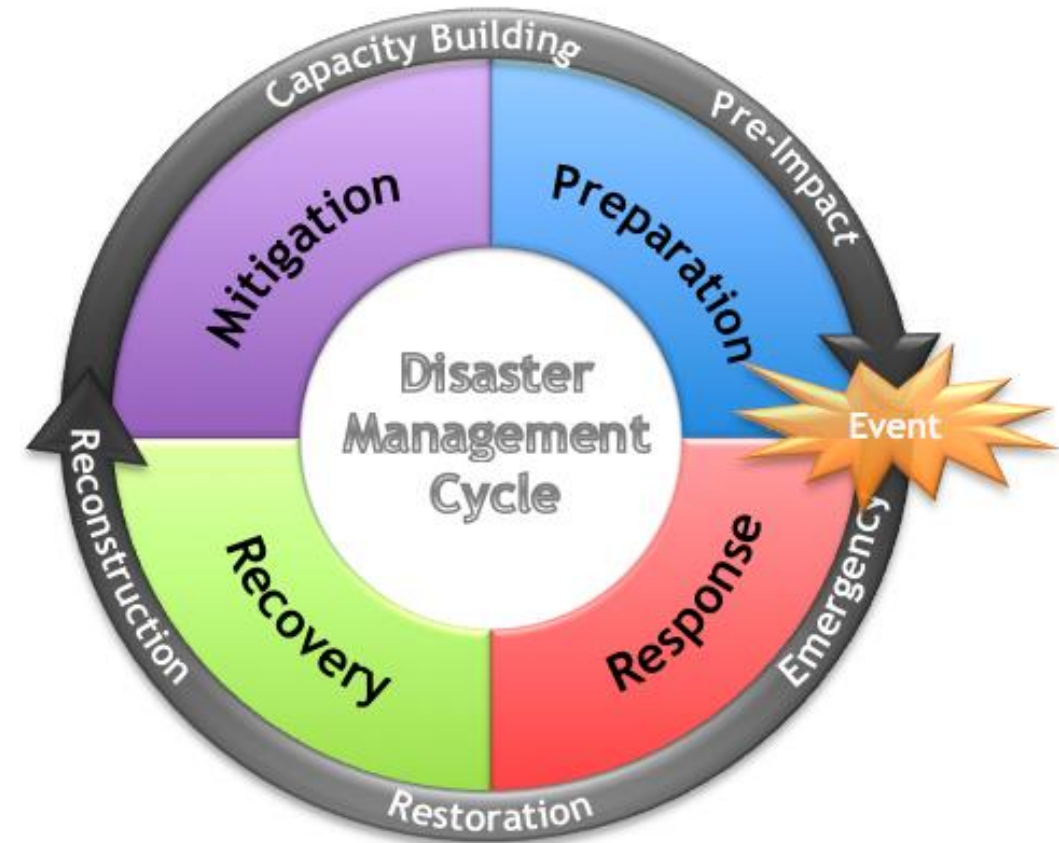 Capacity Building
Pre-Impact
Mitigation
Preparation
Disaster
Management
Cycle
Event
Reconstruction
Recovery
Response
Emergency
Restoration